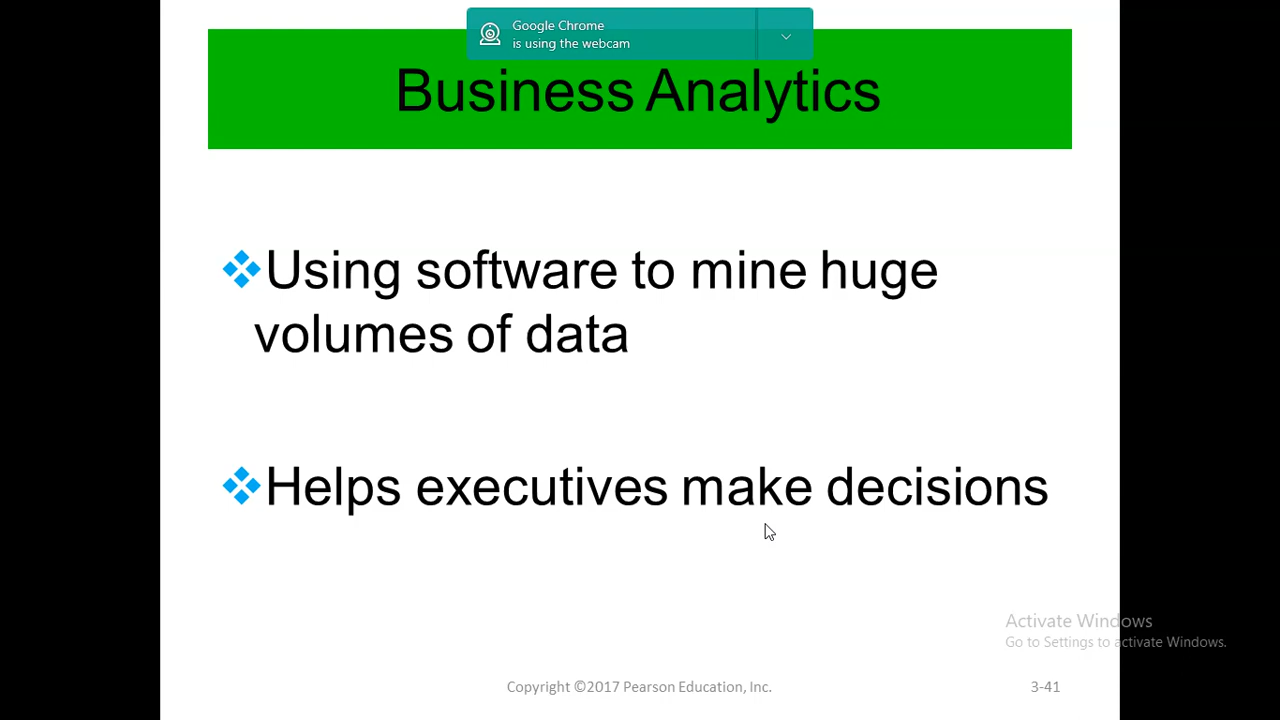 Google Chrome
is using the webcam
Business Analytics
Using software to mine huge
volumes of data
Helps executives make decisions
Activate Windows
Go to Settings to activate Windows.
Copyright ©2017 Pearson Education, Inc.
3-41